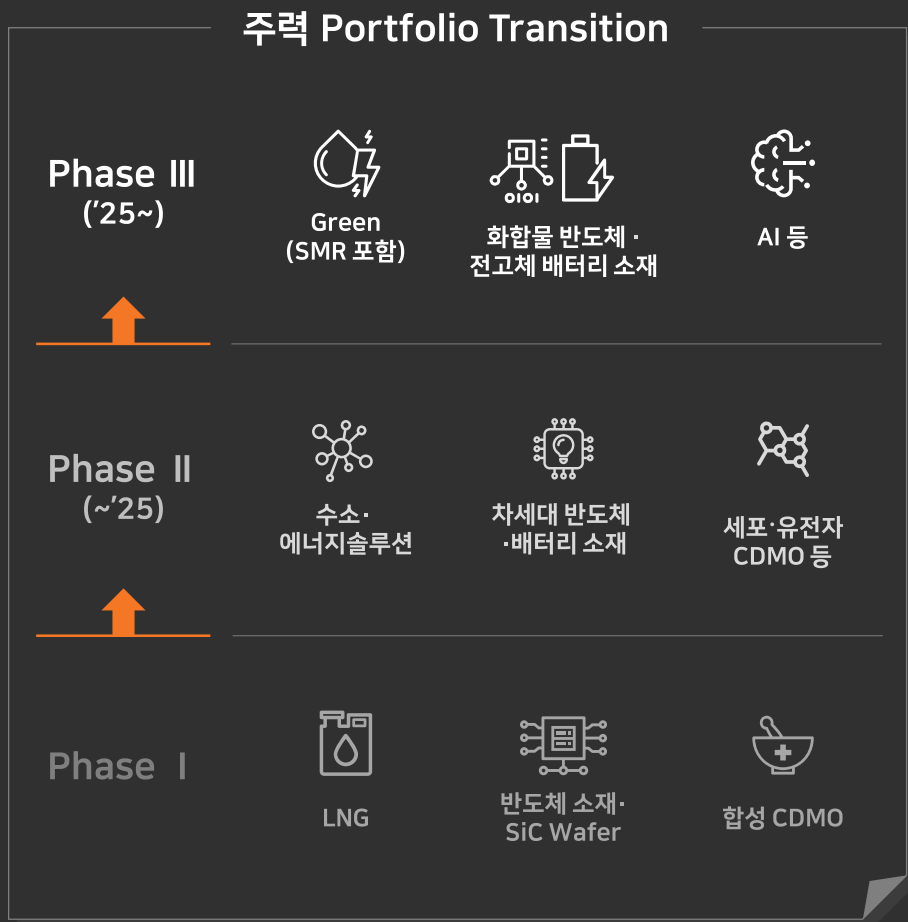 주력 Portfolio Transition
Phase Ⅲ
('25~)
0101
Green
(SMR 포함)
화합물 반도체 ·
전고체 배터리 소재
AI 등
Phase Ⅱ
(~'25)
수소·
에너지솔루션
차세대 반도체
·배터리 소재
세포·유전자
CDMO 등
Phase Ⅰ
LNG
반도체 소재·
SiC Wafer
합성 CDMO